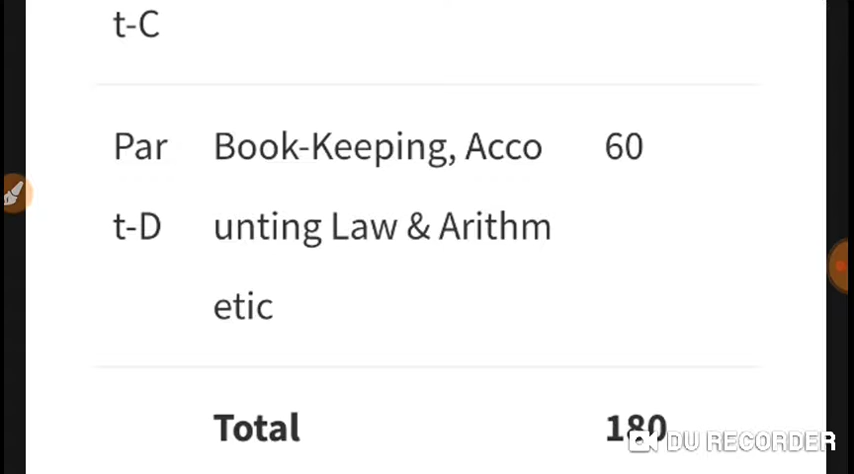 t-C
Par Book-Keeping, Acco 60
t-D unting Law & Arithm
etic
Total 180
DU RECORDER